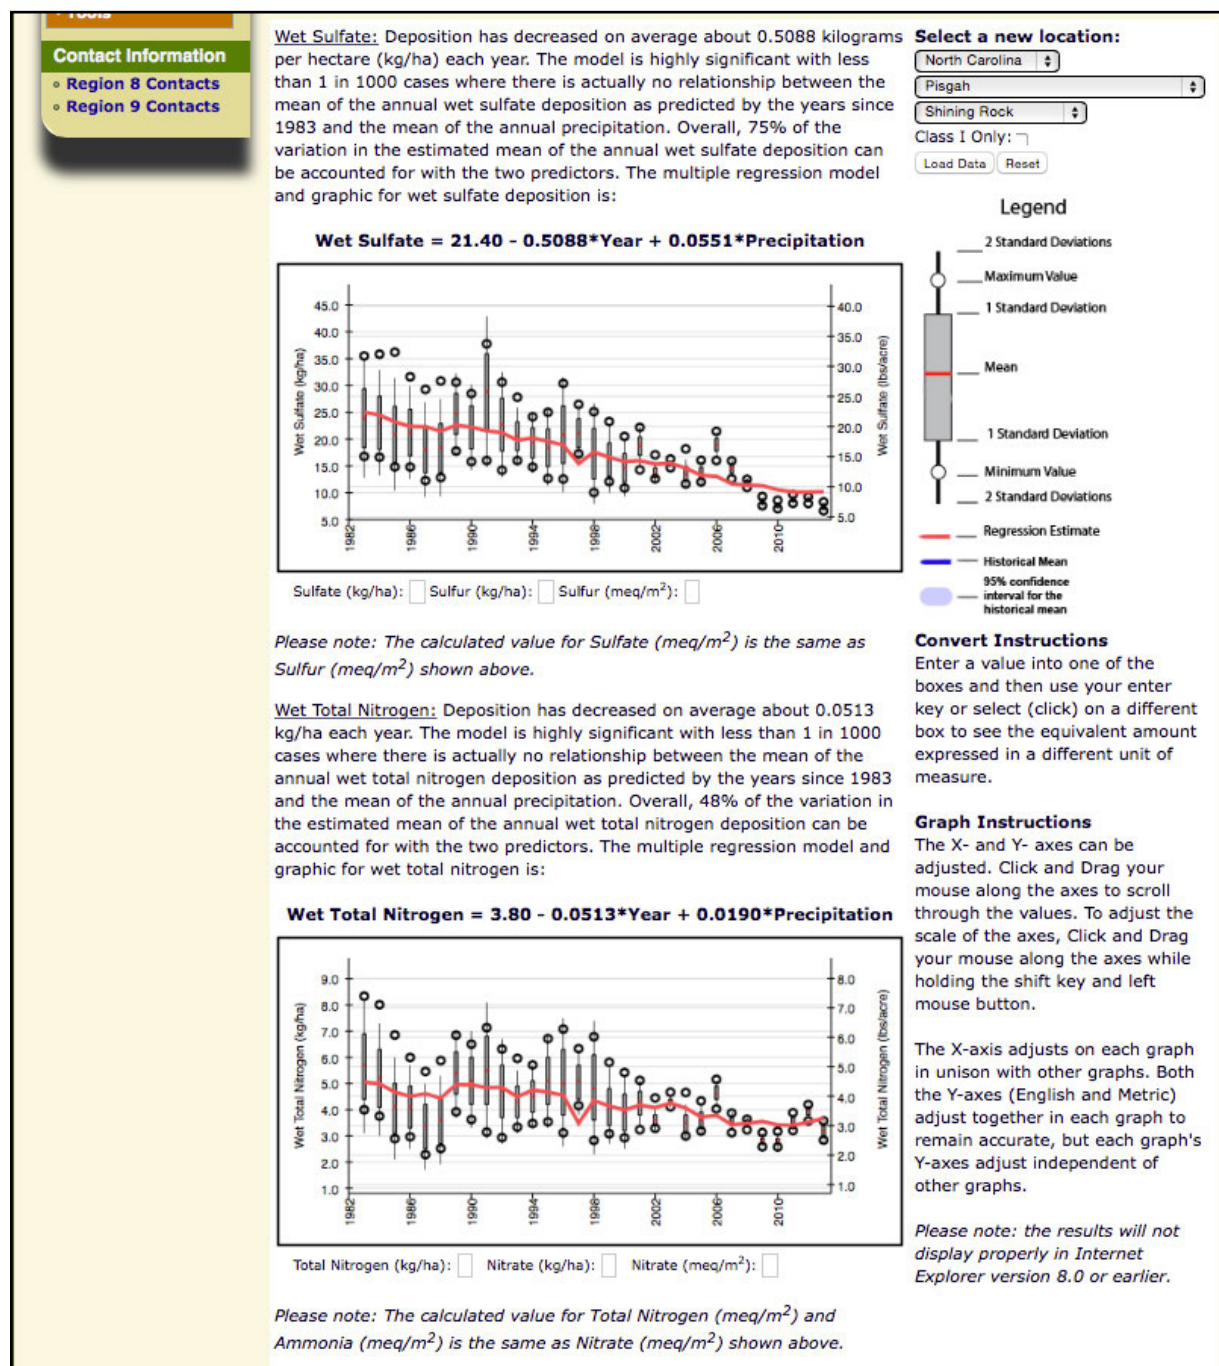 Tools
Contact Information
Region 8 Contacts
Region 9 Contacts
Wet Sulfate: Deposition has decreased on average about 0.5088 kilograms
per hectare (kg/ha) each year. The model is highly significant with less
than 1 in 1000 cases where there is actually no relationship between the
mean of the annual wet sulfate deposition as predicted by the years since
1983 and the mean of the annual precipitation. Overall, 75% of the
variation in the estimated mean of the annual wet sulfate deposition can
be accounted for with the two predictors. The multiple regression model
and graphic for wet sulfate deposition is:
Wet Sulfate = 21.40 - 0.5088*Year + 0.0551*Precipitation
Wet Sulfate (kg/ha)
45.0
40.0
35.0
30.0
25.0
20.0
15.0
10.0
5.0
1982
1986
1990
1994
1998
2002
2006
2010
40.0
35.0
30.0
25.0
20.0
15.0
10.0
5.0
Wet Sulfate (lbs/acre)
Sulfate (kg/ha): Sulfur (kg/ha): Sulfur (meq/m²):
Please note: The calculated value for Sulfate (meq/m²) is the same as
Sulfur (meq/m²) shown above.
Wet Total Nitrogen: Deposition has decreased on average about 0.0513
kg/ha each year. The model is highly significant with less than 1 in 1000
cases where there is actually no relationship between the mean of the
annual wet total nitrogen deposition as predicted by the years since 1983
and the mean of the annual precipitation. Overall, 48% of the variation in
the estimated mean of the annual wet total nitrogen deposition can be
accounted for with the two predictors. The multiple regression model and
graphic for wet total nitrogen is:
Wet Total Nitrogen = 3.80 - 0.0513*Year + 0.0190*Precipitation
Wet Total Nitrogen (kg/ha)
9.0
8.0
7.0
6.0
5.0
4.0
3.0
2.0
1.0
1982
1986
1990
1994
1998
2002
2006
2010
8.0
7.0
6.0
5.0
4.0
3.0
2.0
1.0
Wet Total Nitrogen (lbs/acre)
Total Nitrogen (kg/ha): Nitrate (kg/ha): Nitrate (meq/m²):
Please note: The calculated value for Total Nitrogen (meq/m²) and
Ammonia (meq/m²) is the same as Nitrate (meq/m²) shown above.
Select a new location:
North Carolina
Pisgah
Shining Rock
Class I Only:
Load Data Reset
Legend
2 Standard Deviations
Maximum Value
1 Standard Deviation
Mean
1 Standard Deviation
Minimum Value
2 Standard Deviations
Regression Estimate
Historical Mean
95% confidence
interval for the
historical mean
Convert Instructions
Enter a value into one of the
boxes and then use your enter
key or select (click) on a different
box to see the equivalent amount
expressed in a different unit of
measure.
Graph Instructions
The X- and Y- axes can be
adjusted. Click and Drag your
mouse along the axes to scroll
through the values. To adjust the
scale of the axes, Click and Drag
your mouse along the axes while
holding the shift key and left
mouse button.
The X-axis adjusts on each graph
in unison with other graphs. Both
the Y-axes (English and Metric)
adjust together in each graph to
remain accurate, but each graph's
Y-axes adjust independent of
other graphs.
Please note: the results will not
display properly in Internet
Explorer version 8.0 or earlier.